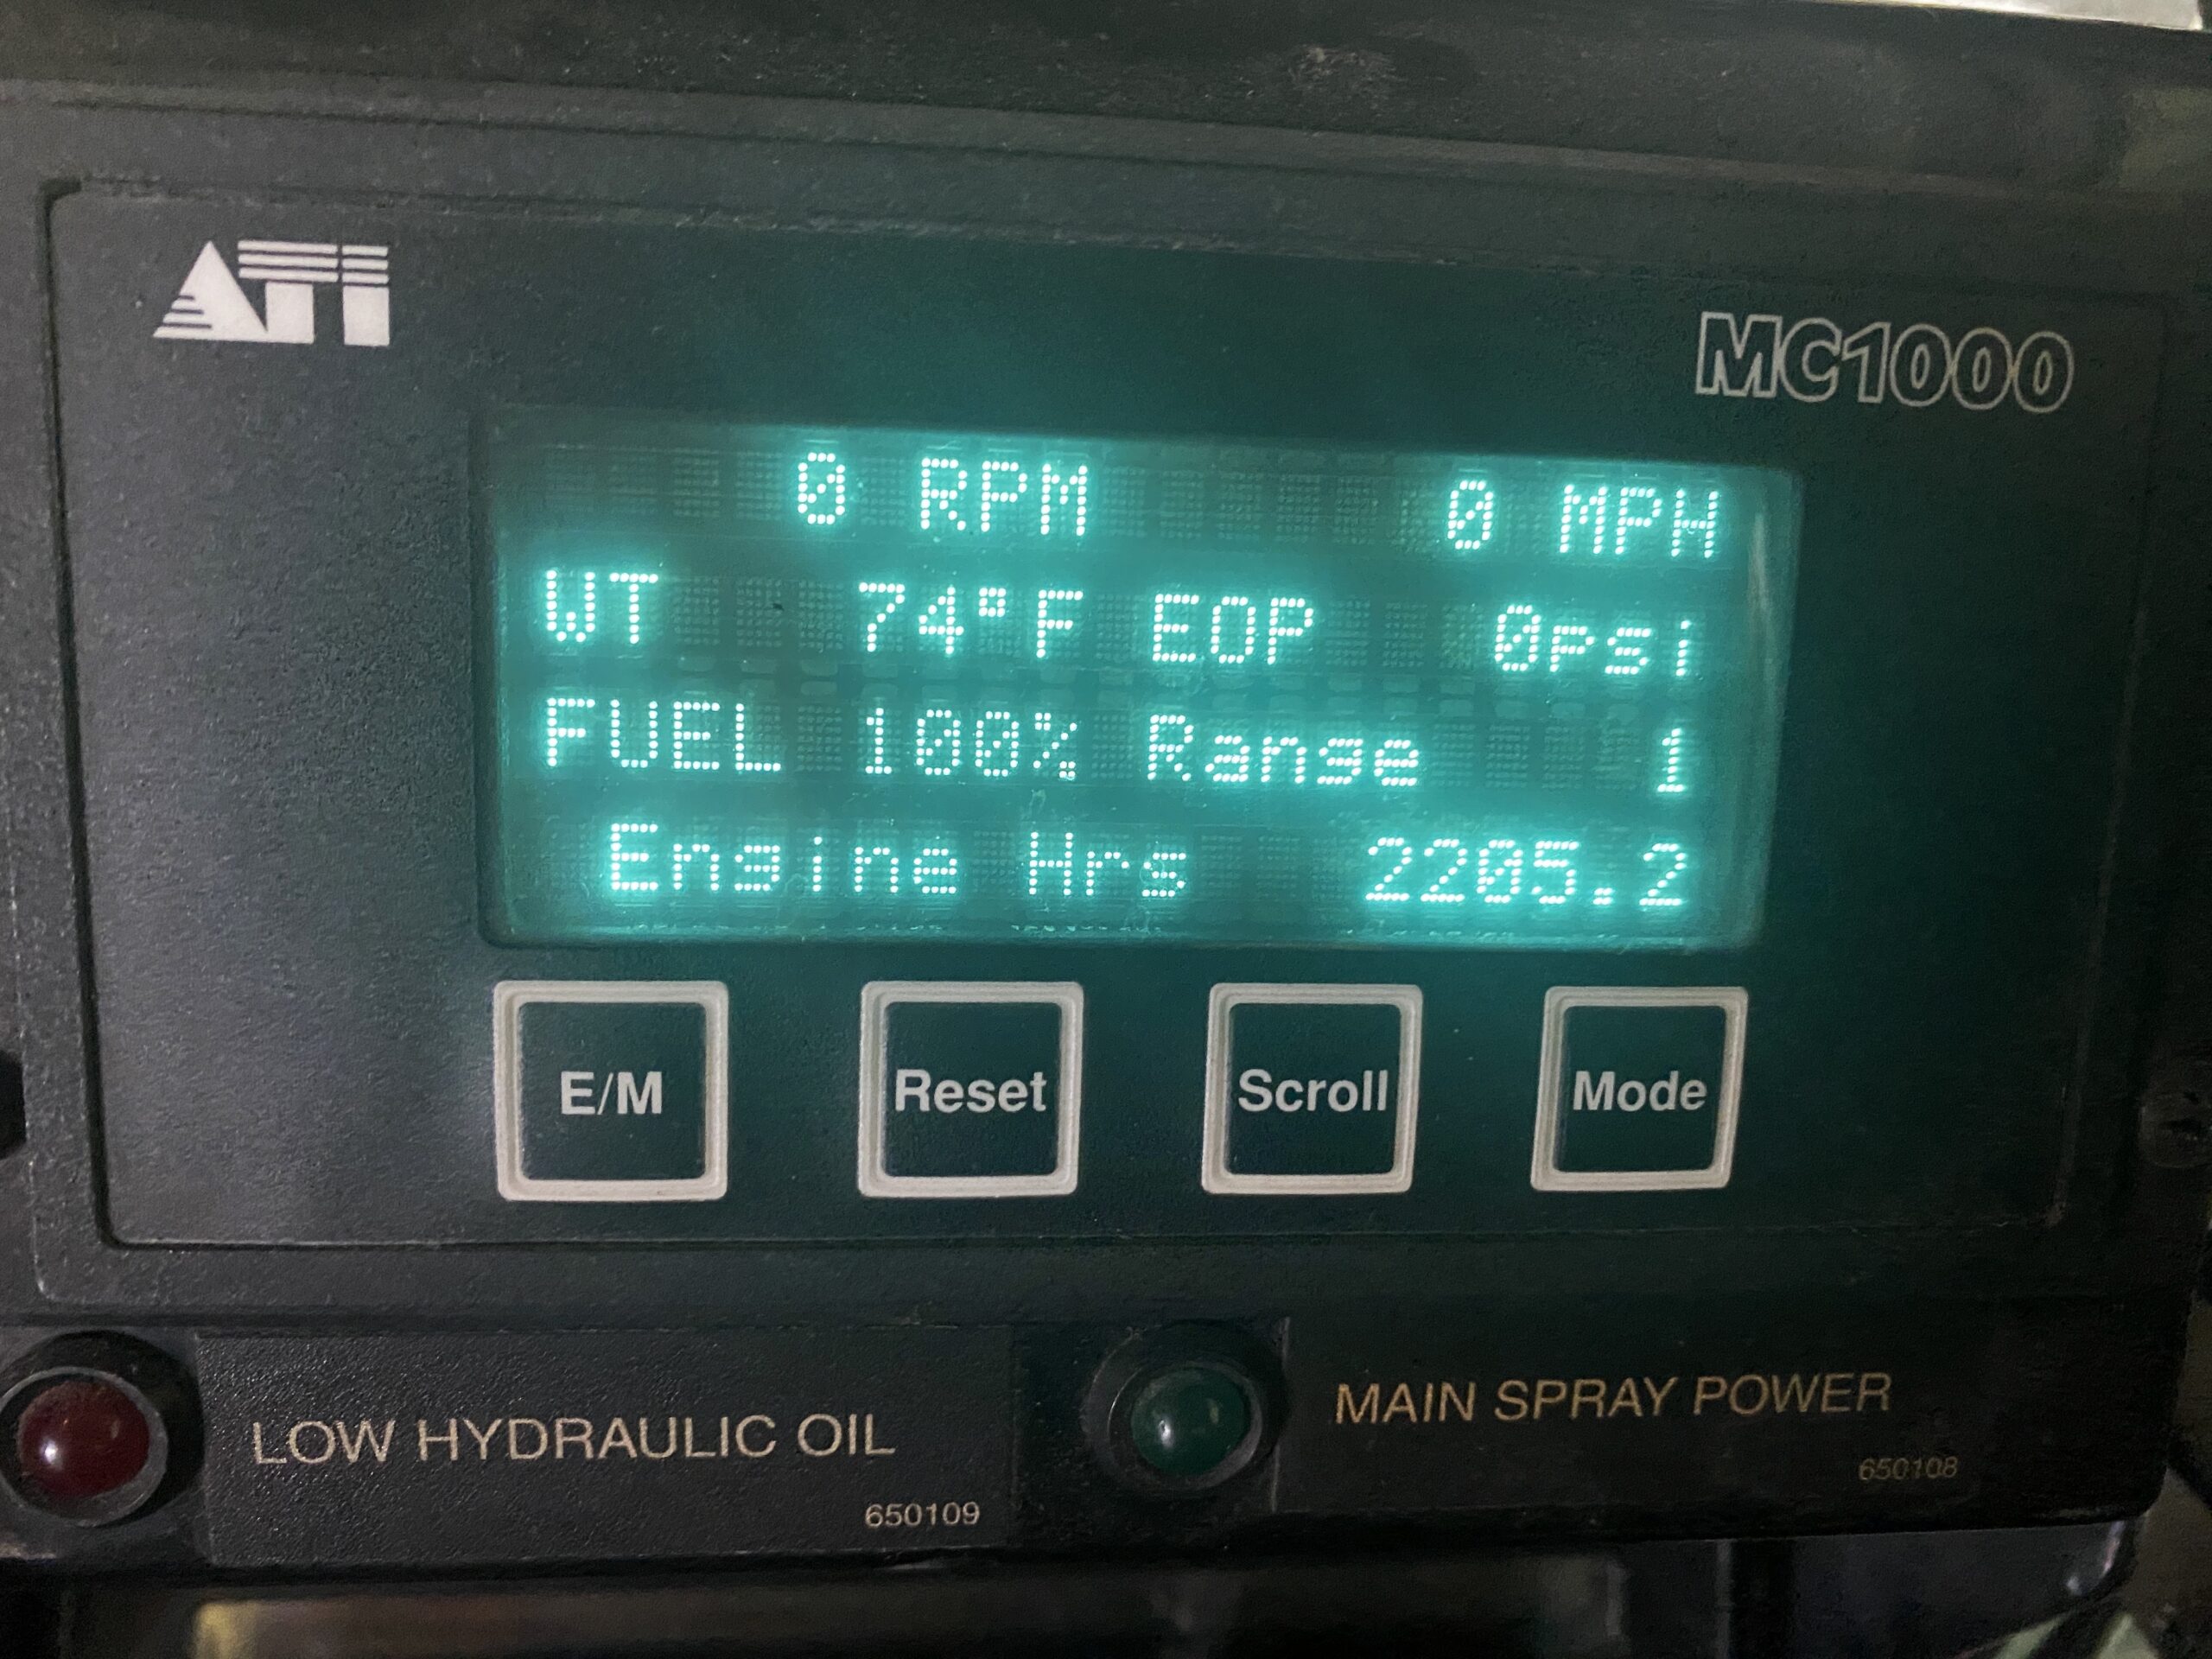 ATI
MC1000
0 RPM 0 MPH
WT 74°F EOP 0psi
FUEL 100% Range 1
Engine Hrs 2205.2
E/M Reset Scroll Mode
LOW HYDRAULIC OIL
650109
MAIN SPRAY POWER
650108